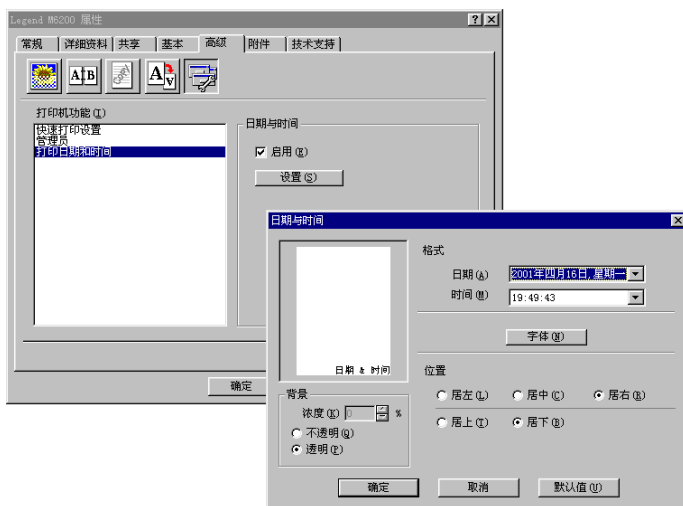 Legend M6200 属性
常规 详细资料 共享 基本 高级 附件 技术支持
A B
A v
打印机功能(I)
快速打印设置
管理员
打印日期和时间
日期与时间
启用(E)
设置(S)
确定
日期与时间
日期 & 时间
格式
日期(A) 2001年四月16日,星期一
时间(M) 19:49:43
字体(N)
背景
浓度(K) 0 %
不透明(Q)
透明(P)
位置
居左(L) 居中(C) 居右(R)
居上(T) 居下(B)
确定 取消 默认值(U)